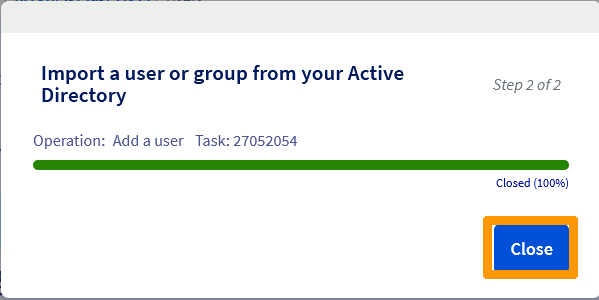 Import a user or group from your Active
Directory
Step 2 of 2
Operation: Add a user Task: 27052054
Closed (100%)
Close